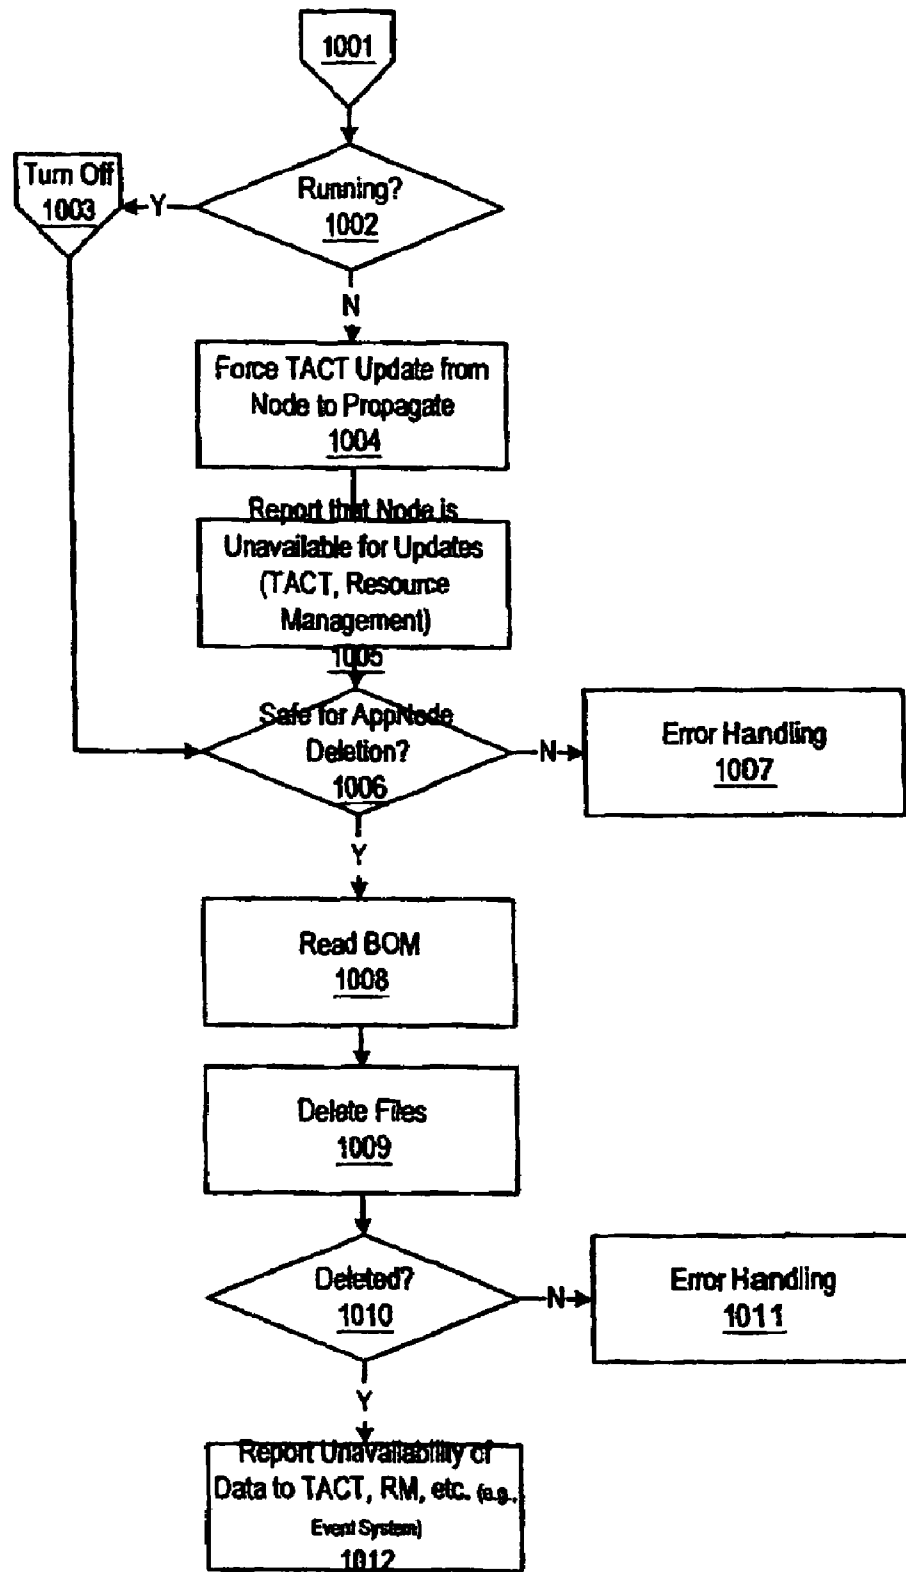 1001
Running?
1002
Y
Turn Off
1003
N
Force TACT Update from
Node to Propagate
1004
Report that Node is
Unavailable for Updates
(TACT, Resource
Management)
1005
Safe for AppNode
Deletion?
1006
N
Error Handling
1007
Y
Read BOM
1008
Delete Files
1009
Deleted?
1010
N
Error Handling
1011
Y
Report Unavailability of
Data to TACT, RM, etc. (e.g.,
Event System)
1012